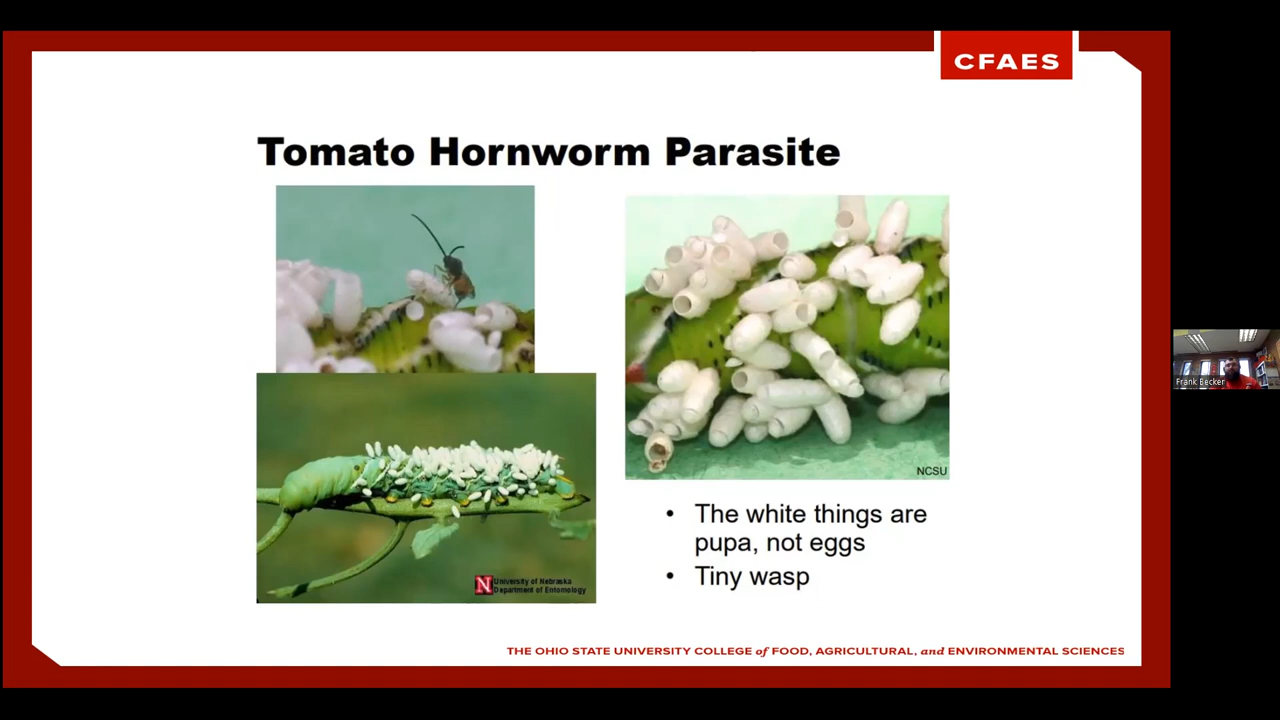 CFAES
Tomato Hornworm Parasite
NCSU
• The white things are
pupa, not eggs
• Tiny wasp
N University of Nebraska
Department of Entomology
THE OHIO STATE UNIVERSITY COLLEGE of FOOD, AGRICULTURAL, and ENVIRONMENTAL SCIENCES
Frank Becker